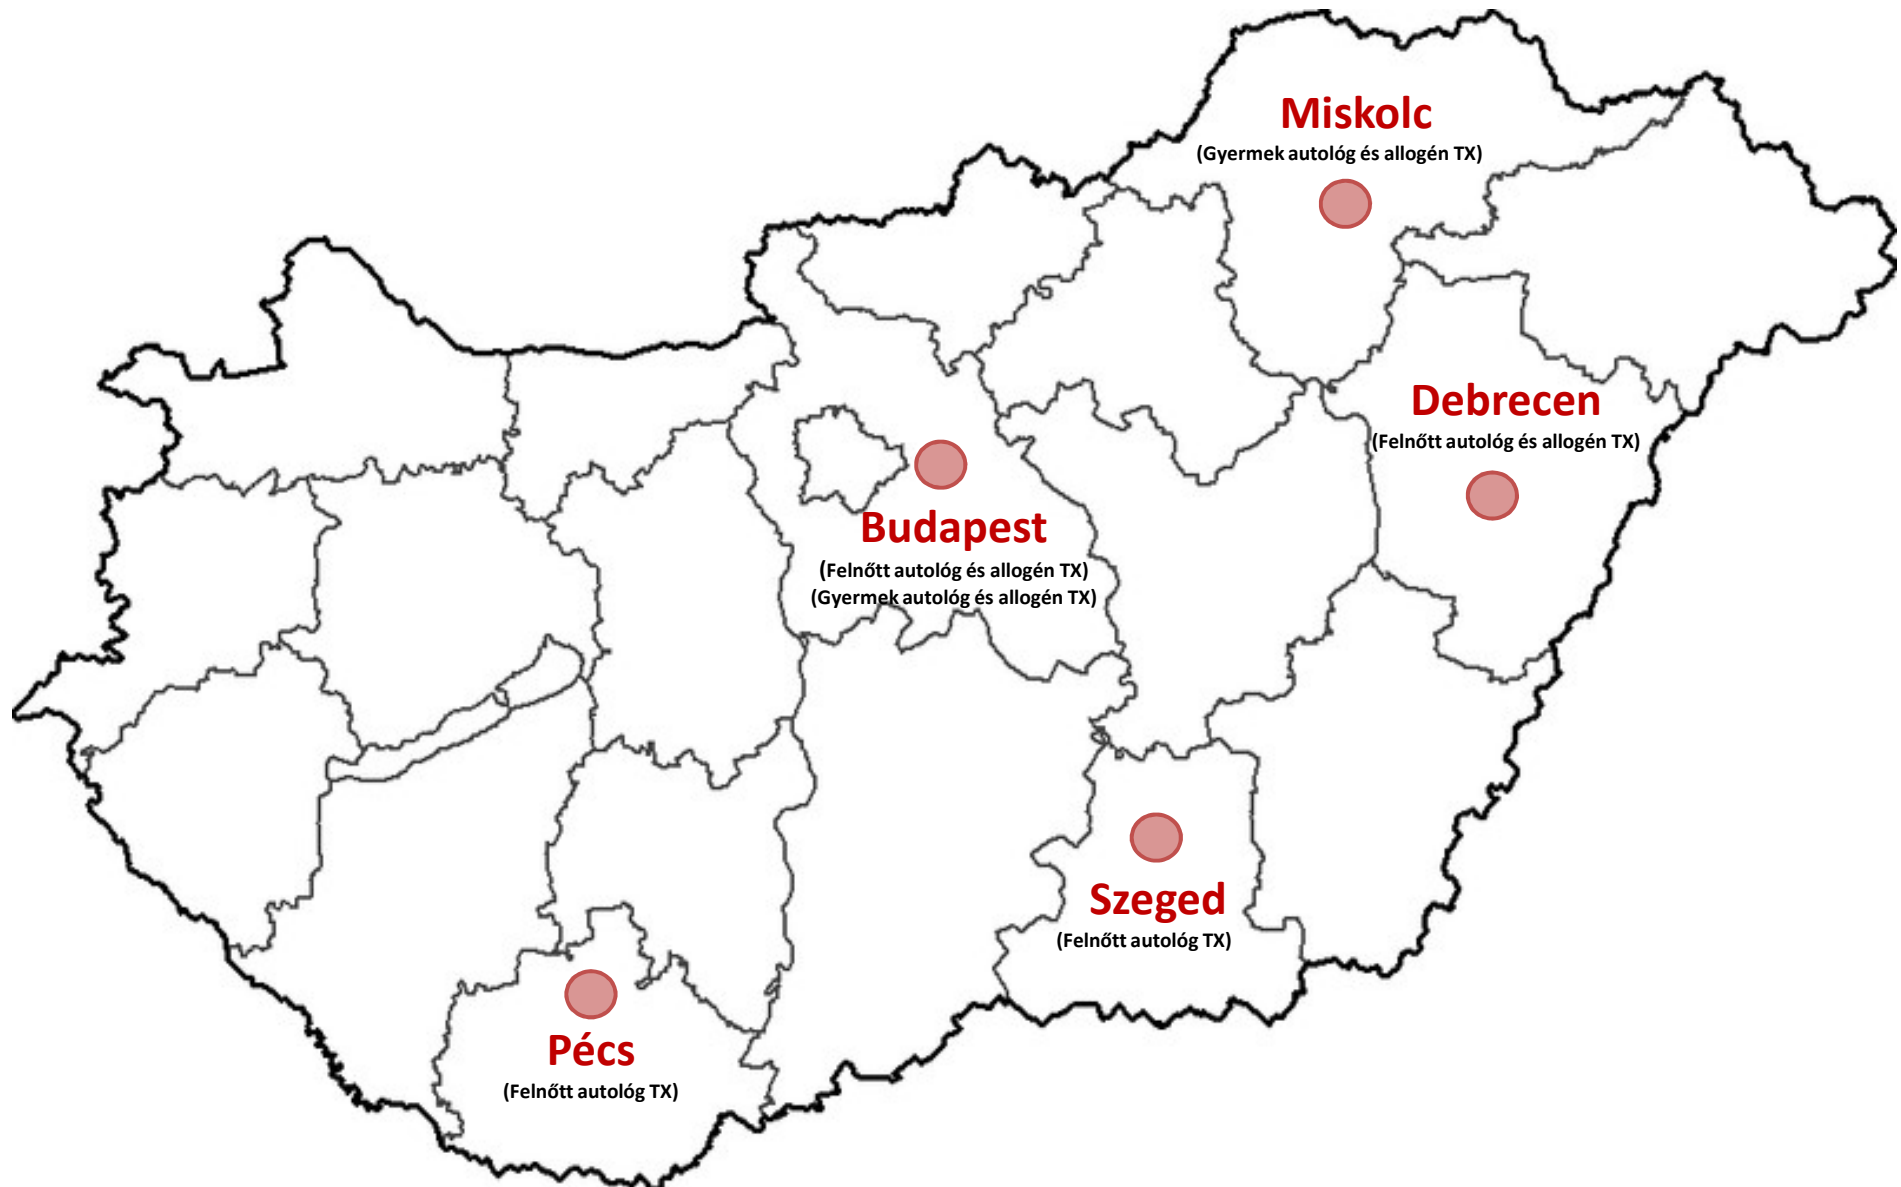 Miskolc
(Gyermek autológ és allogén TX)
Debrecen
(Felnőtt autológ és allogén TX)
Budapest
(Felnőtt autológ és allogén TX)
(Gyermek autológ és allogén TX)
Szeged
(Felnőtt autológ TX)
Pécs
(Felnőtt autológ TX)